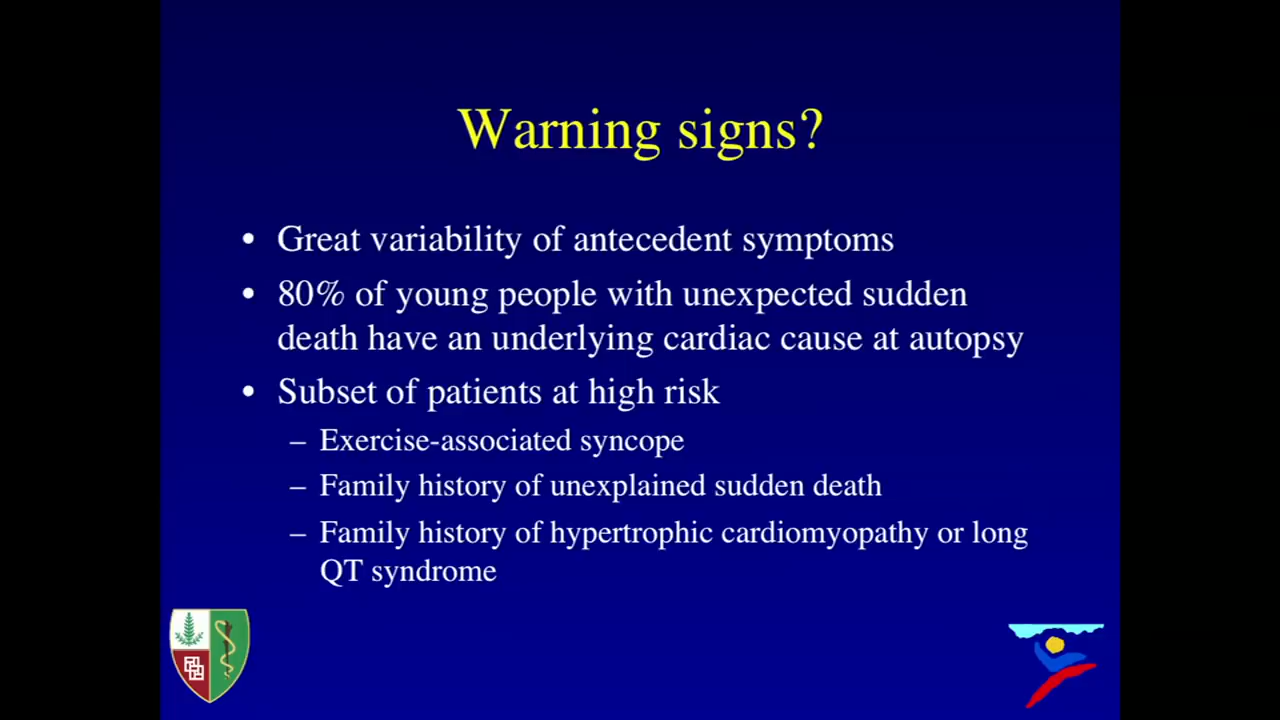 Warning signs?
• Great variability of antecedent symptoms
• 80% of young people with unexpected sudden
death have an underlying cardiac cause at autopsy
• Subset of patients at high risk
– Exercise-associated syncope
– Family history of unexplained sudden death
– Family history of hypertrophic cardiomyopathy or long
QT syndrome